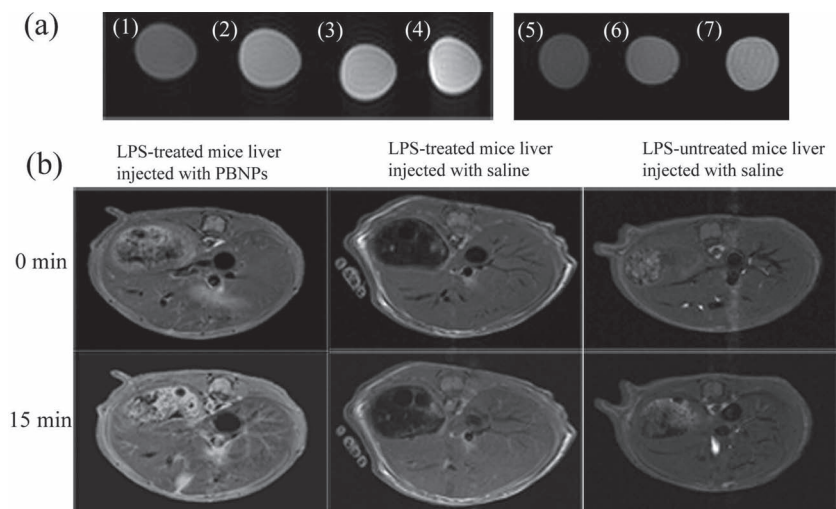 (a)
(1) (2) (3) (4) (5) (6) (7)
(b)
LPS-treated mice liver
injected with PBNPs
LPS-treated mice liver
injected with saline
LPS-untreated mice liver
injected with saline
0 min
15 min